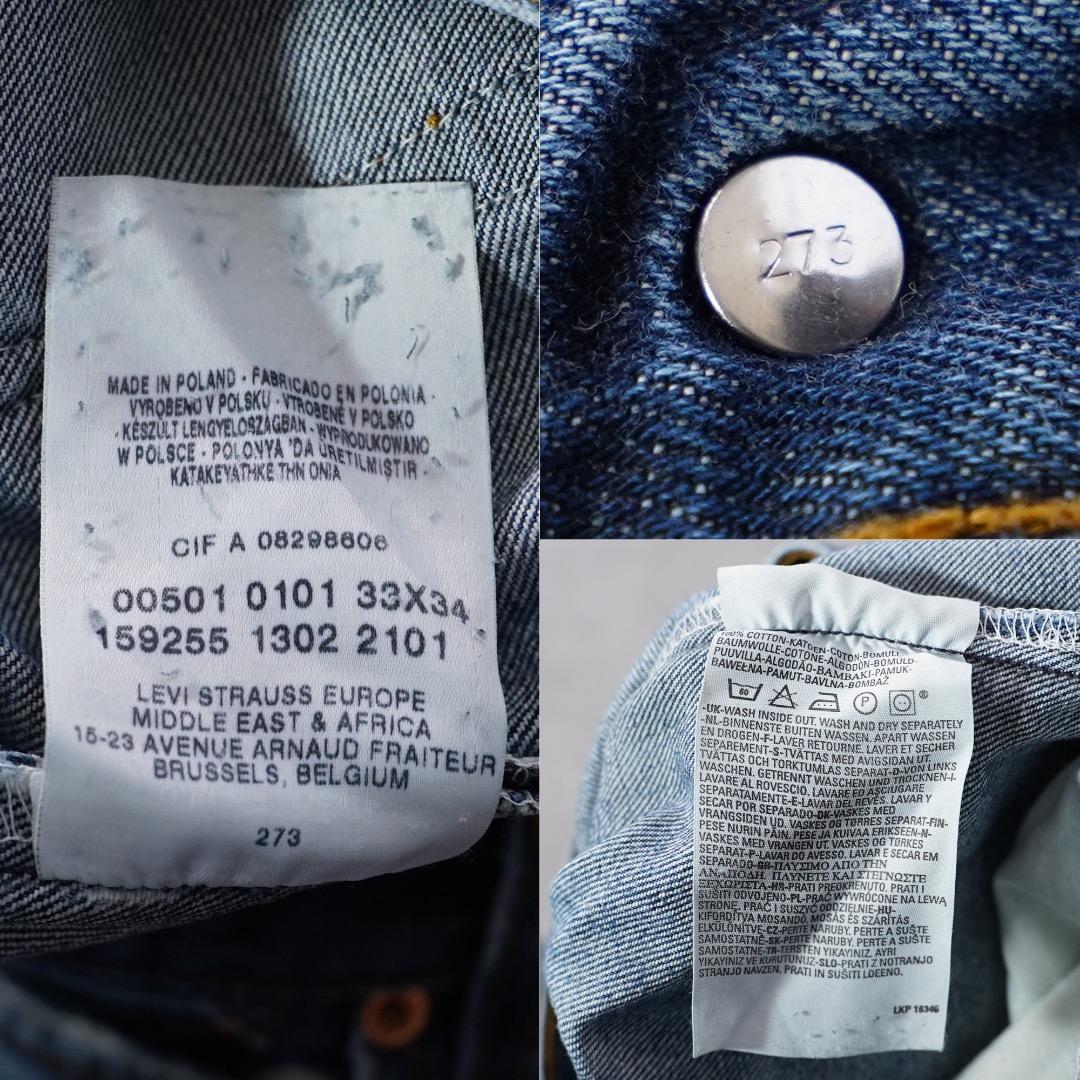 MADE IN POLAND - FABRICADO EN POLONIA -
VYROBENO V POLSKU - VTROBENÉ V POLSKO
- KÉSZULT LENGYELOSZÁGBAN - WYPRODUKOWANO
W POLSCE - POLONYA 'DA ÜRETILMISTIR -
KATAKEYATHKE THN ONIA
CIF A 08298606
00501 0101 33X34
159255 1302 2101
LEVI STRAUSS EUROPE
MIDDLE EAST & AFRICA
15-23 AVENUE ARNAUD FRAITEUR
BRUSSELS, BELGIUM
273
273
100% COTTON-KATOEN-COTON-BOMULL
BAUMWOLLE-COTONE-ALGODÓN-BOMULD-
PUUVILLA-ALGODÃO-BAMBAKI-PAMUK-
BAWEŁNA-PAMUT-BAVLNA-BOMBAŽ
60 P ®
-UK-WASH INSIDE OUT. WASH AND DRY SEPARATELY
-NL-BINNENSTE BUITEN WASSEN. APART WASSEN
EN DROGEN-F-LAVER RETOURNE. LAVER ET SECHER
SEPAREMENT-S-TVÄTTAS MED AVIGSIDAN UT.
TVÄTTAS OCH TORKTUMLAS SEPARAT-D-VON LINKS
WASCHEN. GETRENNT WASCHEN UND TROCKNEN-I-
LAVARE AL ROVESCIO. LAVARE ED ASCIUGARE
SEPARATAMENTE-E-LAVAR DEL REVÉS. LAVAR Y
SECAR POR SEPARADO-DK-VASKES MED
VRANGSIDEN UD. VASKES OG TØRRES SEPARAT-FIN-
PESE NURIN PÄIN. PESE JA KUIVAA ERIKSEEN-N-
VASKES MED VRANGEN UT. VASKES OG TØRKES
SEPARAT-P-LAVAR DO AVESSO. LAVAR E SECAR EM
SEPARADO-GR-ΠΛΥΣΙΜΟ ΑΠΟ ΤΗΝ
ΑΝΑΠΟΔΗ. ΠΛΥΝΕΤΕ ΚΑΙ ΣΤΕΓΝΩΣΤΕ
ΞΕΧΩΡΙΣΤΑ-HR-PRATI PREOKRENUTO. PRATI I
SUŠITI ODVOJENO-PL-PRAĆ WYWRÓCONE NA LEWĄ
STRONĘ. PRAĆ I SUSZYĆ ODDZIELNIE-HU-
KIFORDÍTVA MOSANDÓ. MOSÁS ÉS SZÁRÍTÁS
ELKÜLÖNÍTVE-CZ-PERTE NARUBY. PERTE A SUŠTE
SAMOSTATNĚ-SK-PERTE NARUBY. PERTE A SUŠTE
SAMOSTATNE-TR-TERSTEN YIKAYINIZ. AYRI
YIKAYINIZ VE KURUTUNUZ-SLO-PRATI Z NOTRANJO
STRANJO NAVZEN. PRATI IN SUŠITI LOEENO.
LKP 18346